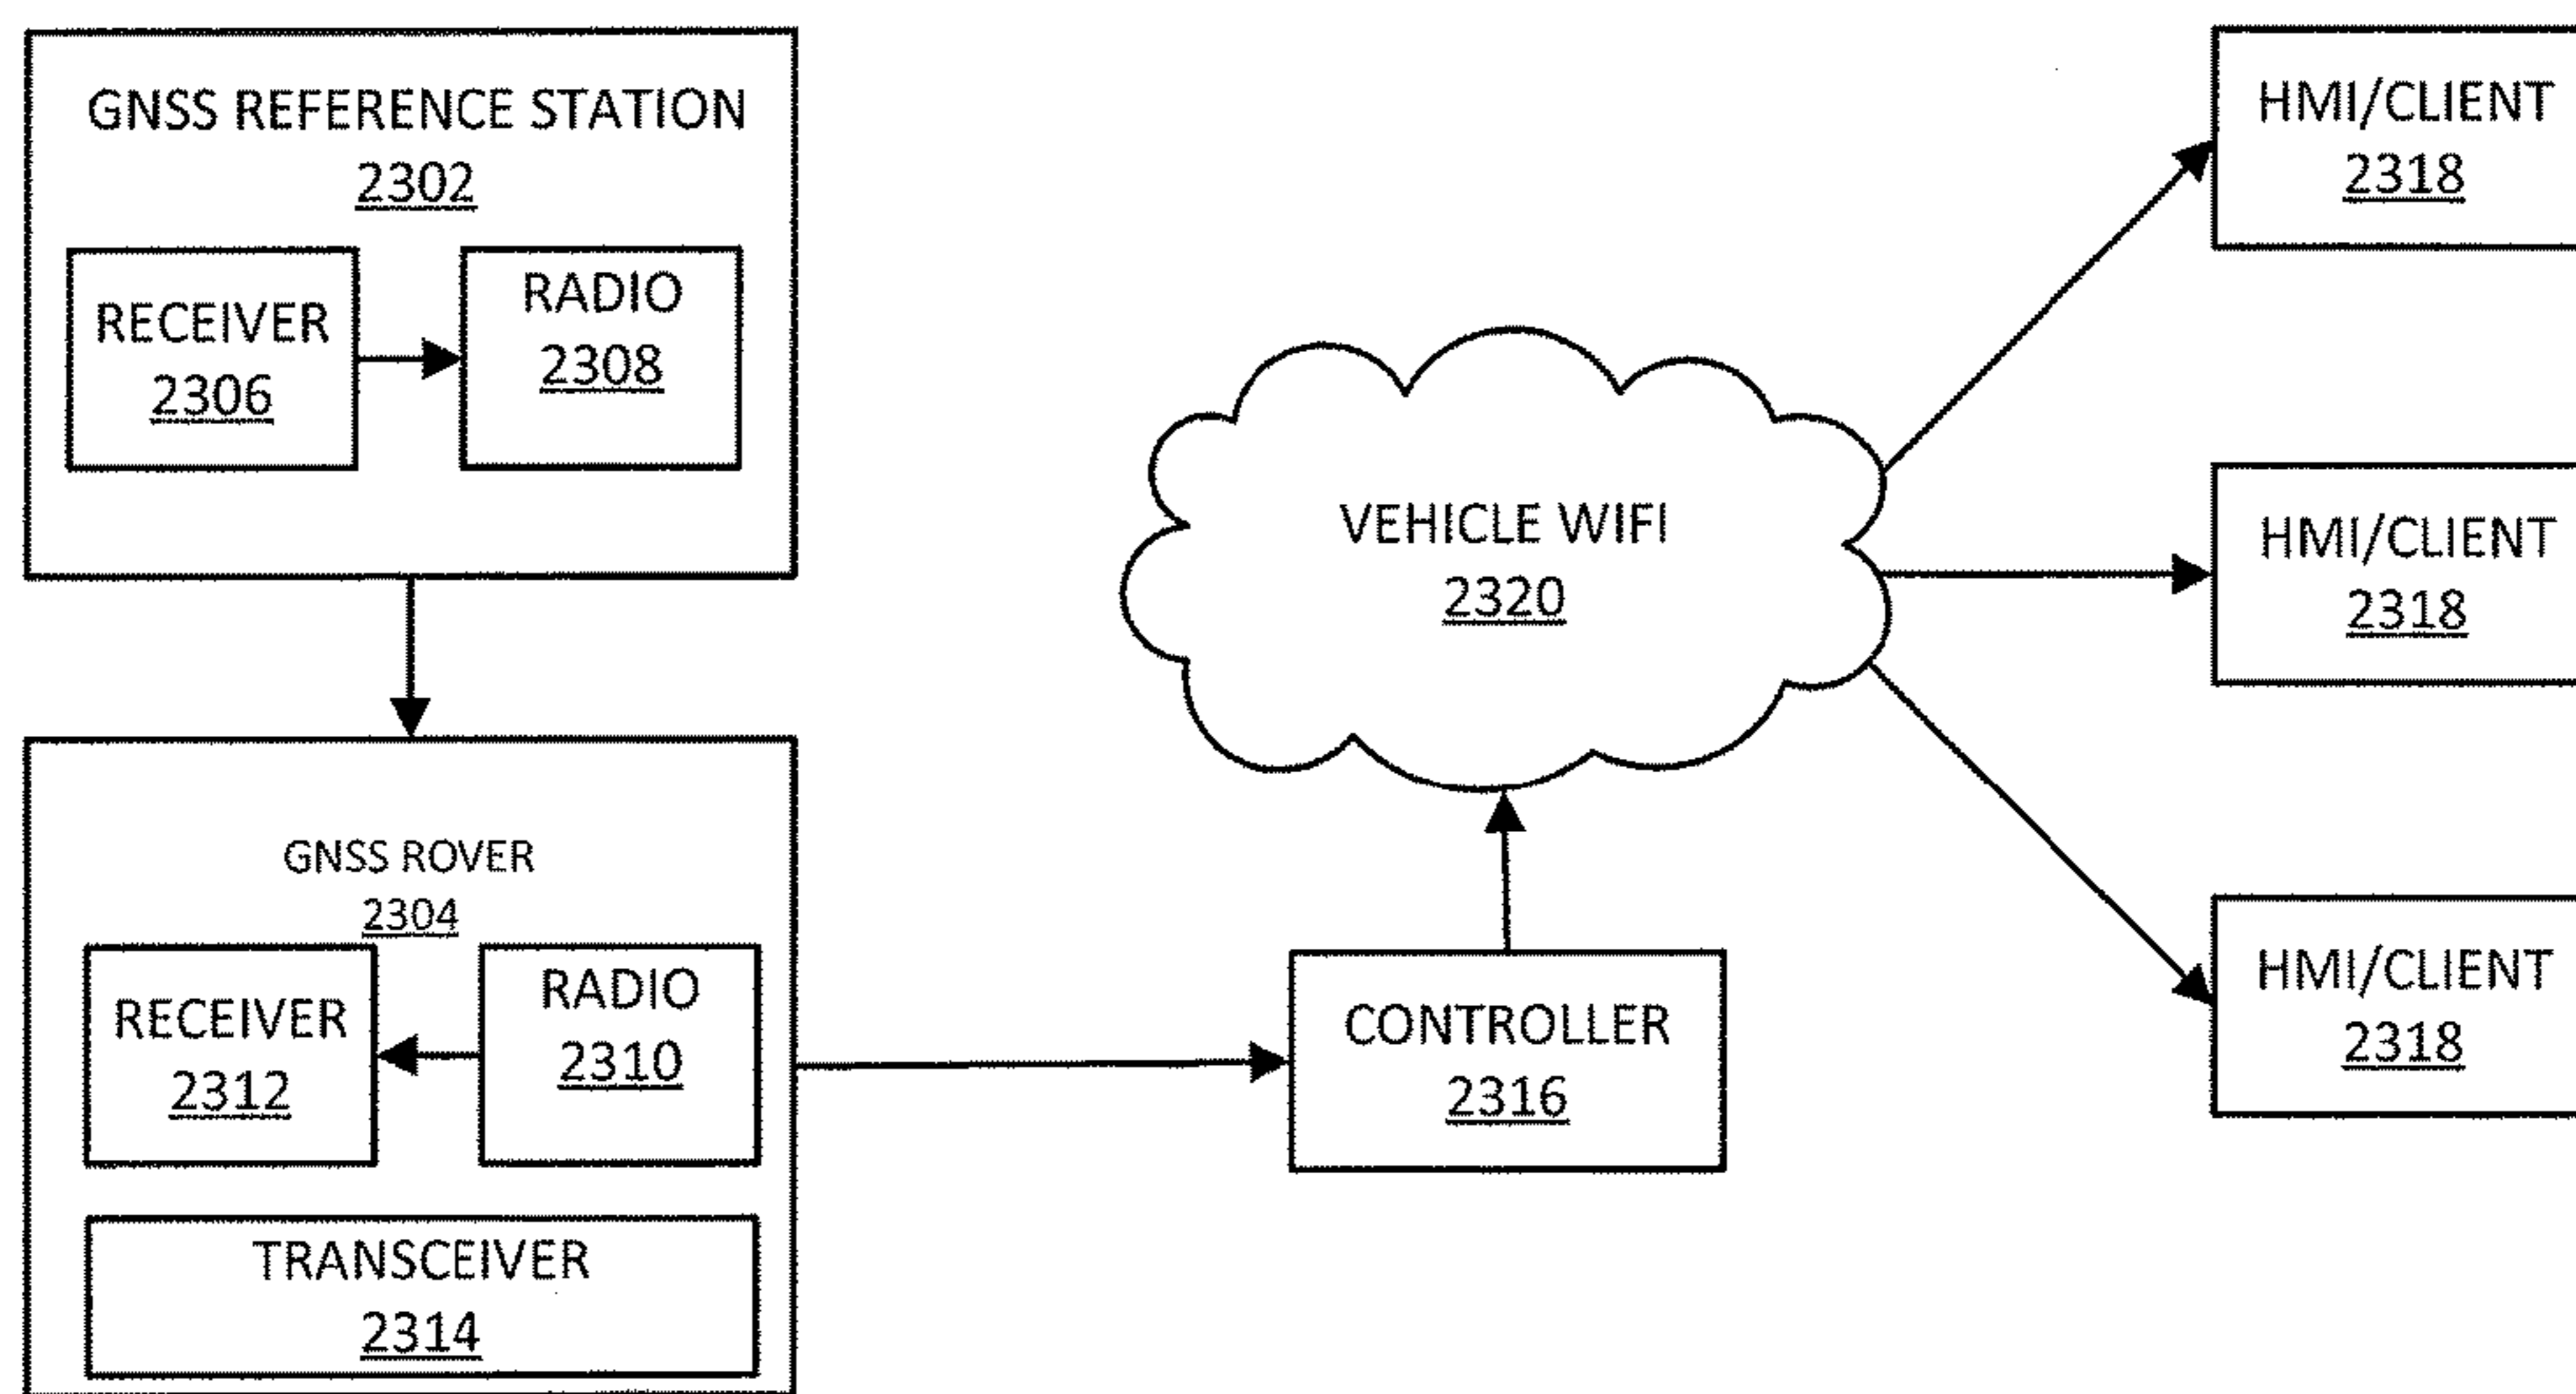 GNSS REFERENCE STATION
2302
RECEIVER
2306
RADIO
2308
GNSS ROVER
2304
RECEIVER
2312
RADIO
2310
TRANSCEIVER
2314
VEHICLE WIFI
2320
CONTROLLER
2316
HMI/CLIENT
2318
HMI/CLIENT
2318
HMI/CLIENT
2318